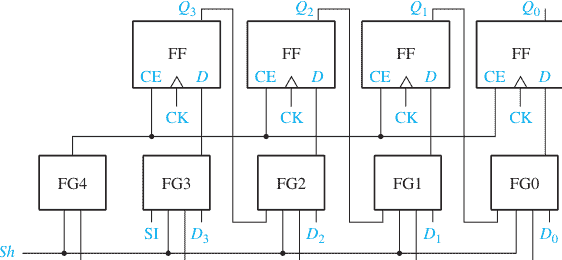 Q3 Q2 Q1 Q0
FF FF FF FF
CE D CE D CE D CE D
CK CK CK CK
FG4 FG3 FG2 FG1 FG0
SI D3 D2 D1 D0
Sh